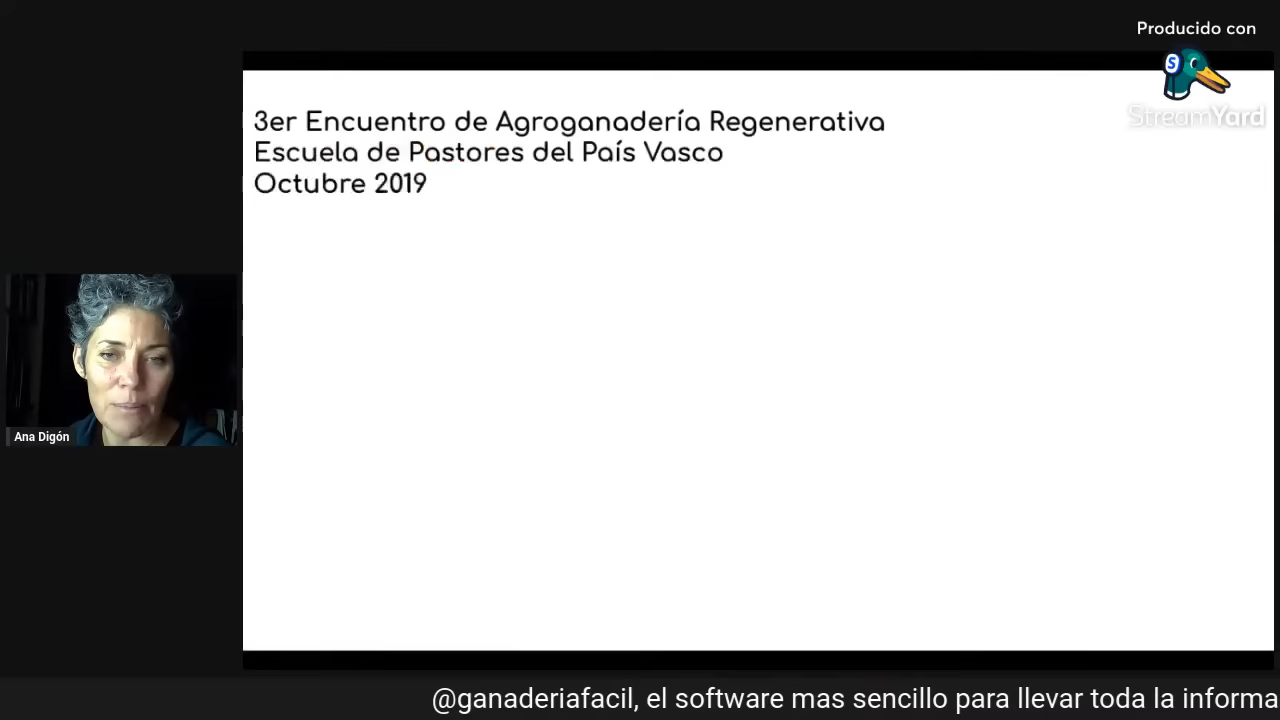 Producido con
S
StreamYard
3er Encuentro de Agroganadería Regenerativa
Escuela de Pastores del País Vasco
Octubre 2019
Ana Digón
@ganaderiafacil, el software mas sencillo para llevar toda la informa